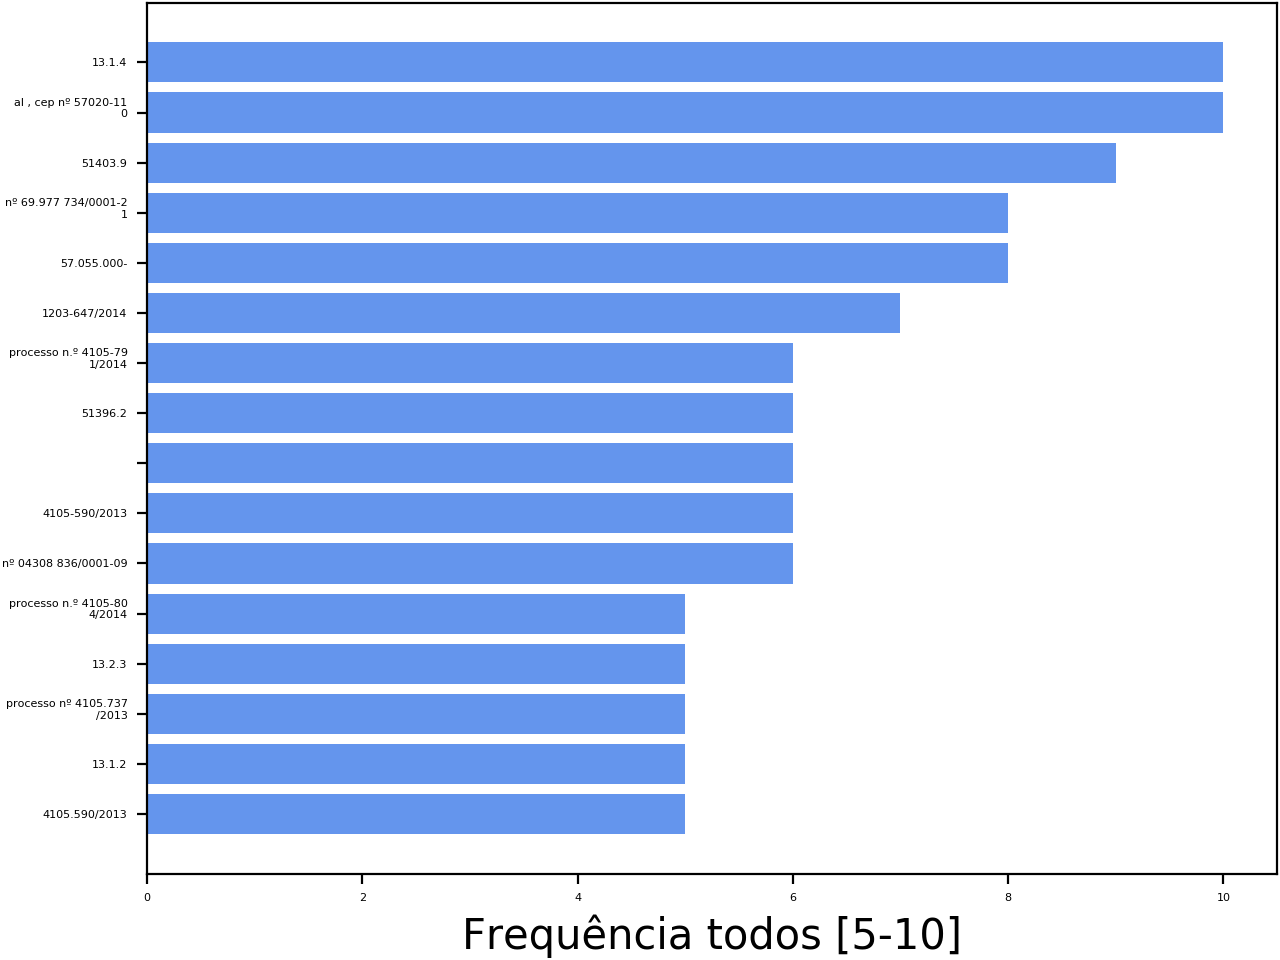 13.1.4
al , cep nº 57020-11
0
51403.9
nº 69.977 734/0001-2
1
57.055.000-
1203-647/2014
processo n.º 4105-79
1/2014
51396.2
4105-590/2013
nº 04308 836/0001-09
processo n.º 4105-80
4/2014
13.2.3
processo nº 4105.737
/2013
13.1.2
4105.590/2013
0 2 4 6 8 10
Frequência todos [5-10]